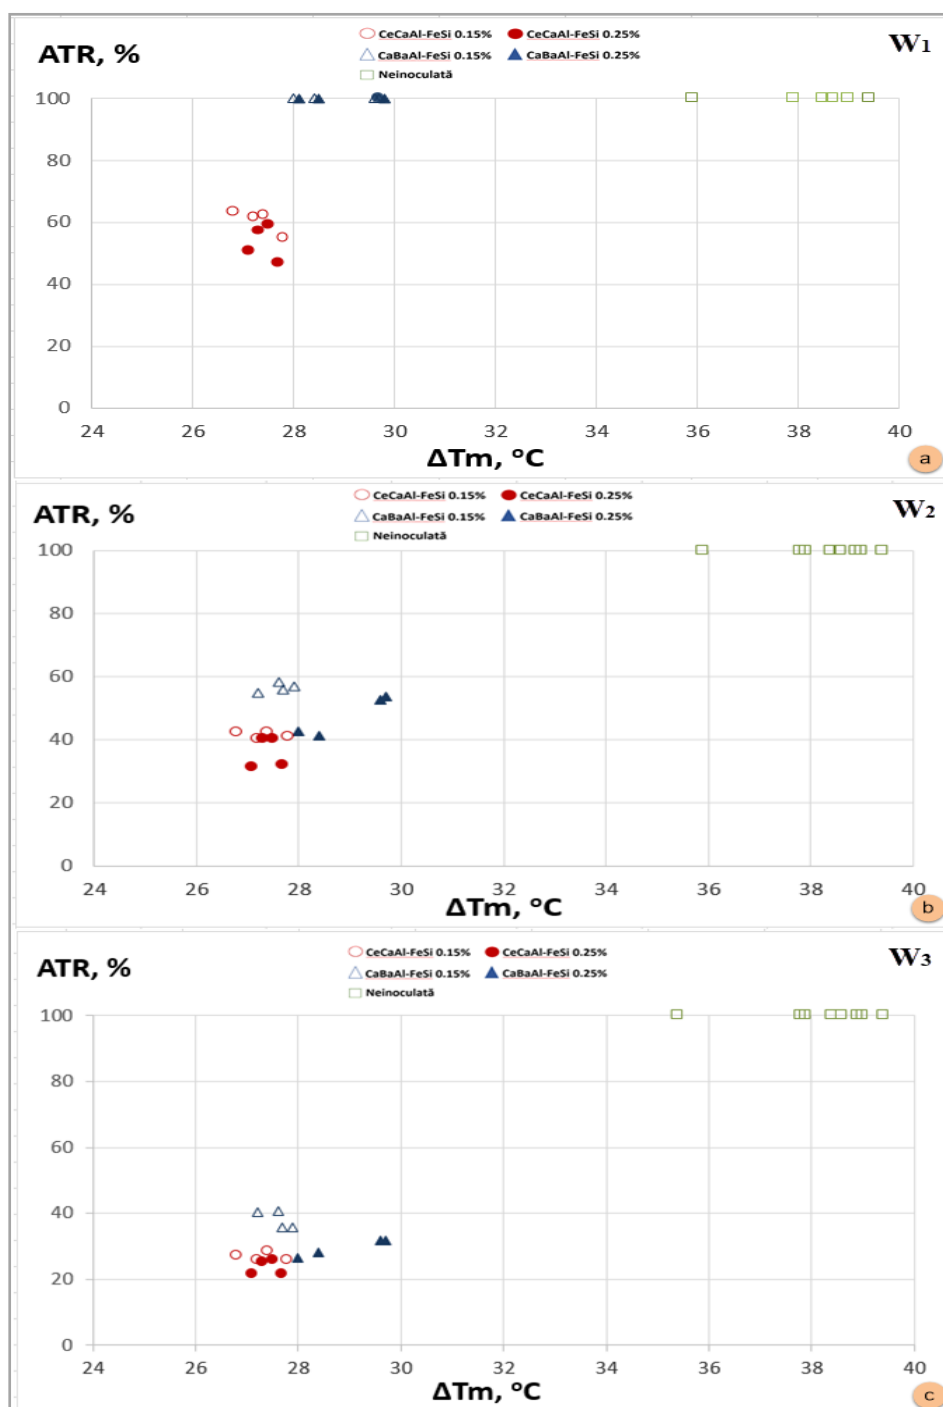 CeCaAl-FeSi 0.15% CeCaAl-FeSi 0.25% W1
ATR, % CaBaAl-FeSi 0.15% CaBaAl-FeSi 0.25%
Neinoculată
100
80
60
40
20
0
24 26 28 30 32 34 36 38 40
ΔTm, °C
a
CeCaAl-FeSi 0.15% CeCaAl-FeSi 0.25% W2
ATR, % CaBaAl-FeSi 0.15% CaBaAl-FeSi 0.25%
Neinoculată
100
80
60
40
20
0
24 26 28 30 32 34 36 38 40
ΔTm, °C
b
CeCaAl-FeSi 0.15% CeCaAl-FeSi 0.25% W3
ATR, % CaBaAl-FeSi 0.15% CaBaAl-FeSi 0.25%
Neinoculată
100
80
60
40
20
0
24 26 28 30 32 34 36 38 40
ΔTm, °C
c